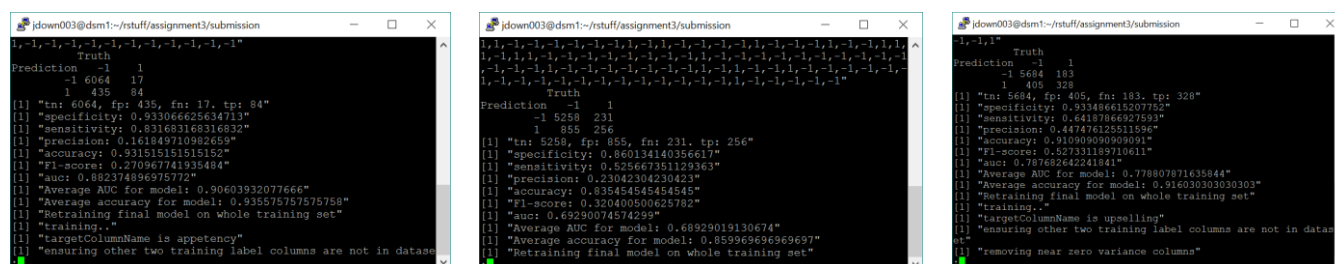 jdown003@dsm1:~/rstuff/assignment3/submission
1,-1,-1,-1,-1,-1,-1,-1,-1,-1,-1,-1"
Truth
Prediction -1 1
-1 6064 17
1 435 84
[1] "tn: 6064, fp: 435, fn: 17. tp: 84"
[1] "specificity: 0.933066625634713"
[1] "sensitivity: 0.831683168316832"
[1] "precision: 0.161849710982659"
[1] "accuracy: 0.931515151515152"
[1] "F1-score: 0.270967741935484"
[1] "auc: 0.882374896975772"
[1] "Average AUC for model: 0.90603932077666"
[1] "Average accuracy for model: 0.935575757575758"
[1] "Retraining final model on whole training set"
[1] "training.."
[1] "targetColumnName is appetency"
[1] "ensuring other two training label columns are not in datase
:
jdown003@dsm1:~/rstuff/assignment3/submission
Truth
Prediction -1 1
-1 5258 231
1 855 256
[1] "tn: 5258, fp: 855, fn: 231. tp: 256"
[1] "specificity: 0.860134140356617"
[1] "sensitivity: 0.525667351129363"
[1] "precision: 0.23042304230423"
[1] "accuracy: 0.835454545454545"
[1] "F1-score: 0.320400500625782"
[1] "auc: 0.69290074574299"
[1] "Average AUC for model: 0.68929019130674"
[1] "Average accuracy for model: 0.859969696969697"
[1] "Retraining final model on whole training set"
:
jdown003@dsm1:~/rstuff/assignment3/submission
-1,-1,1"
Truth
Prediction -1 1
-1 5684 183
1 405 328
[1] "tn: 5684, fp: 405, fn: 183. tp: 328"
[1] "specificity: 0.933486615207752"
[1] "sensitivity: 0.64187866927593"
[1] "precision: 0.447476125511596"
[1] "accuracy: 0.910909090909091"
[1] "F1-score: 0.527331189710611"
[1] "auc: 0.787682642241841"
[1] "Average AUC for model: 0.778807871635844"
[1] "Average accuracy for model: 0.916030303030303"
[1] "Retraining final model on whole training set"
[1] "training.."
[1] "targetColumnName is upselling"
[1] "ensuring other two training label columns are not in datas
et"
[1] "removing near zero variance columns"
: